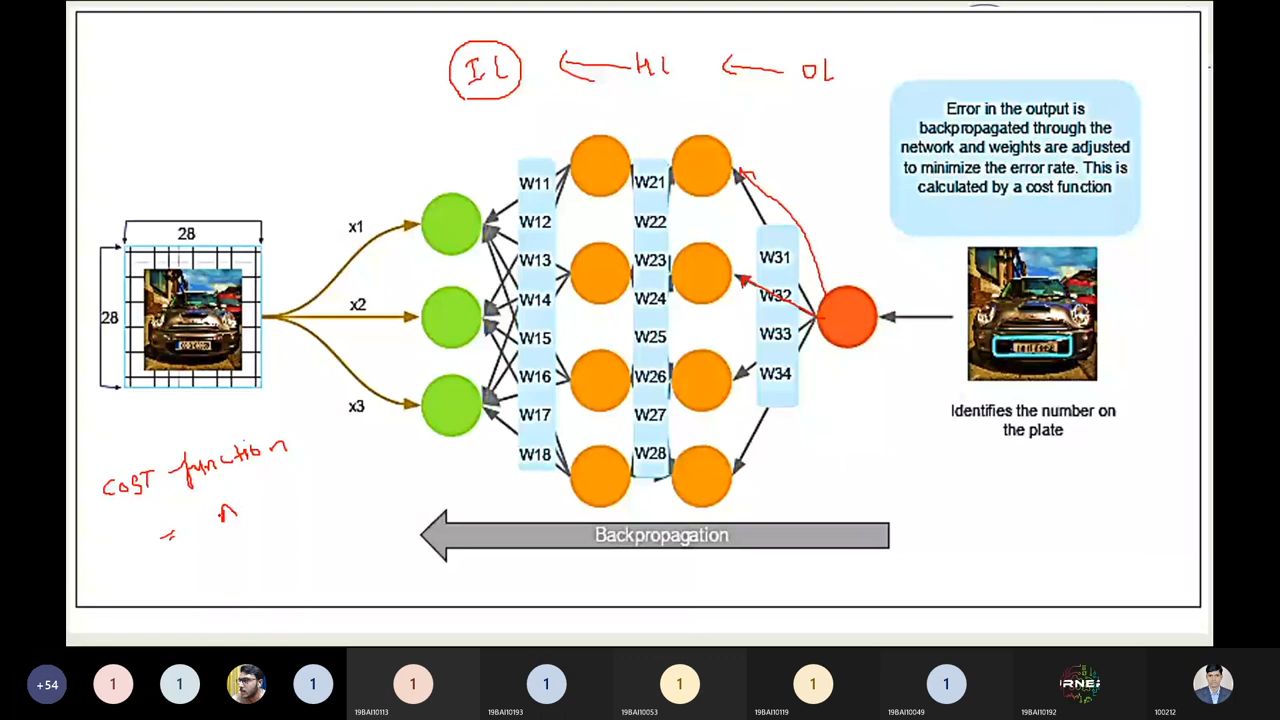 IL ← HL ← OL
Error in the output is
backpropagated through the
network and weights are adjusted
to minimize the error rate. This is
calculated by a cost function
28
28
x1
x2
x3
W11
W12
W13
W14
W15
W16
W17
W18
W21
W22
W23
W24
W25
W26
W27
W28
W31
W32
W33
W34
Identifies the number on
the plate
COST function
=
Backpropagation
+54
1
1
1
1
1
1
1
1
19BAI10113
19BAI10193
19BAI10053
19BAI10119
19BAI10049
19BAI10192
100212